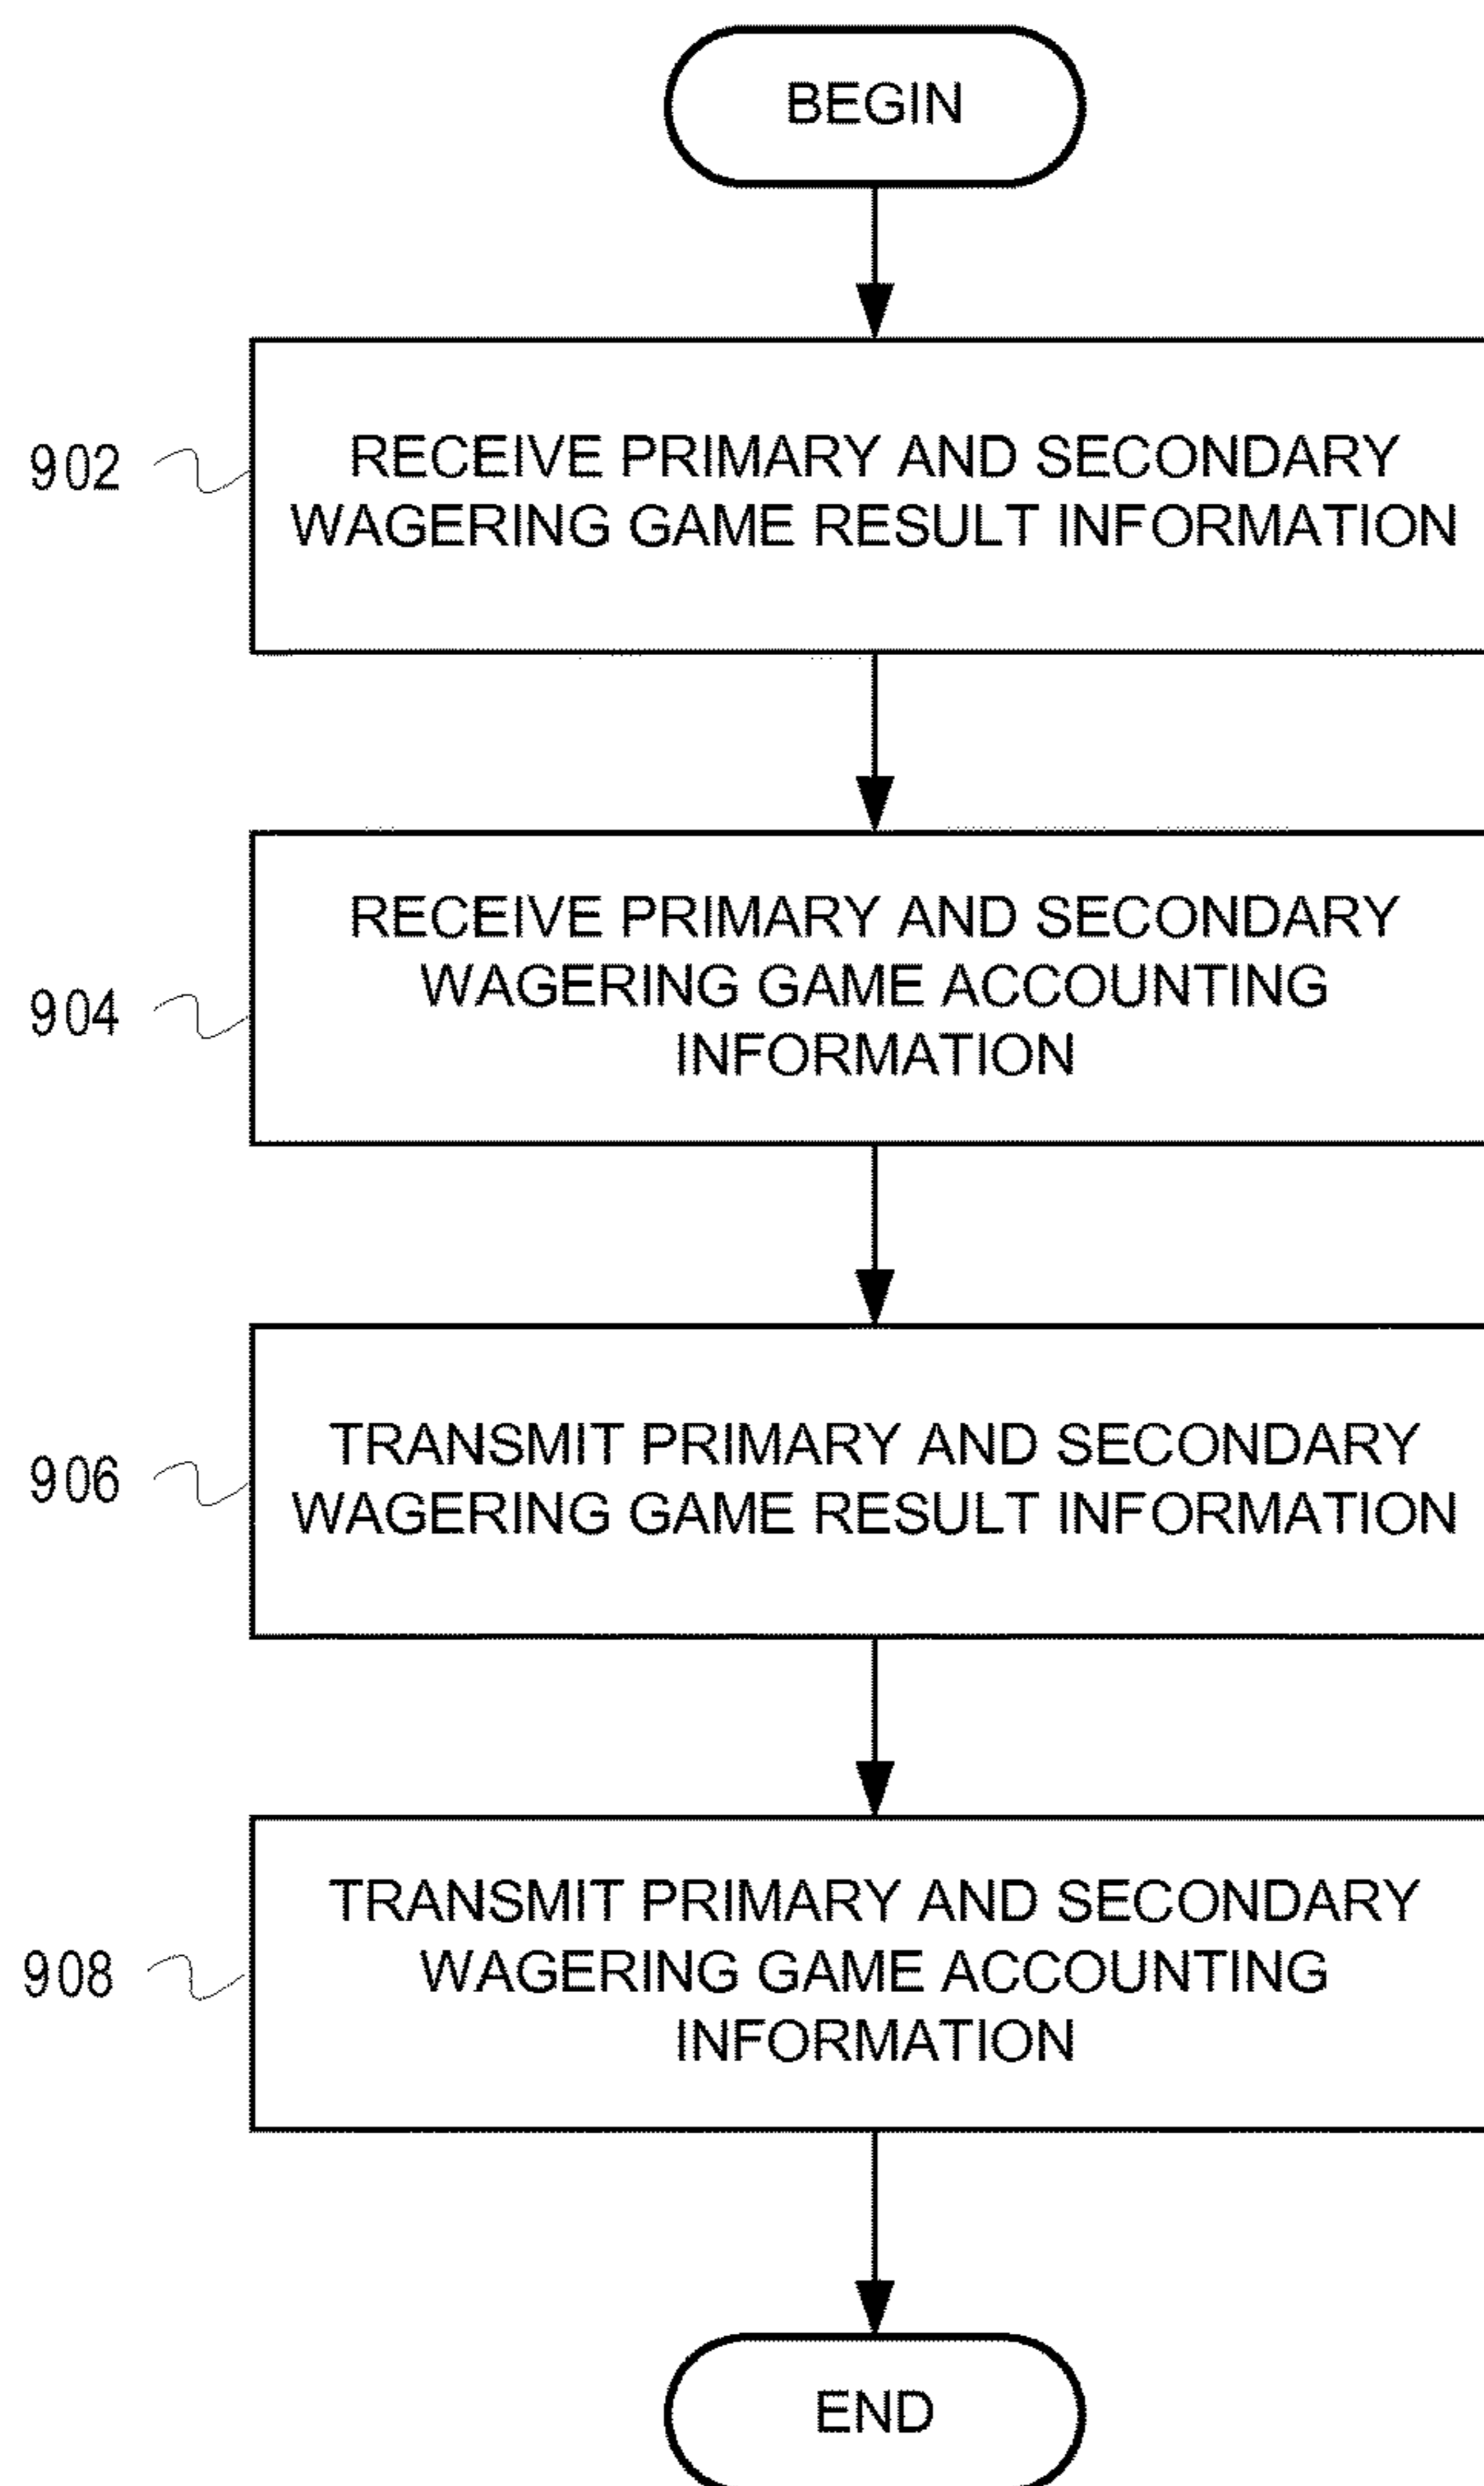 BEGIN
902
RECEIVE PRIMARY AND SECONDARY
WAGERING GAME RESULT INFORMATION
904
RECEIVE PRIMARY AND SECONDARY
WAGERING GAME ACCOUNTING
INFORMATION
906
TRANSMIT PRIMARY AND SECONDARY
WAGERING GAME RESULT INFORMATION
908
TRANSMIT PRIMARY AND SECONDARY
WAGERING GAME ACCOUNTING
INFORMATION
END